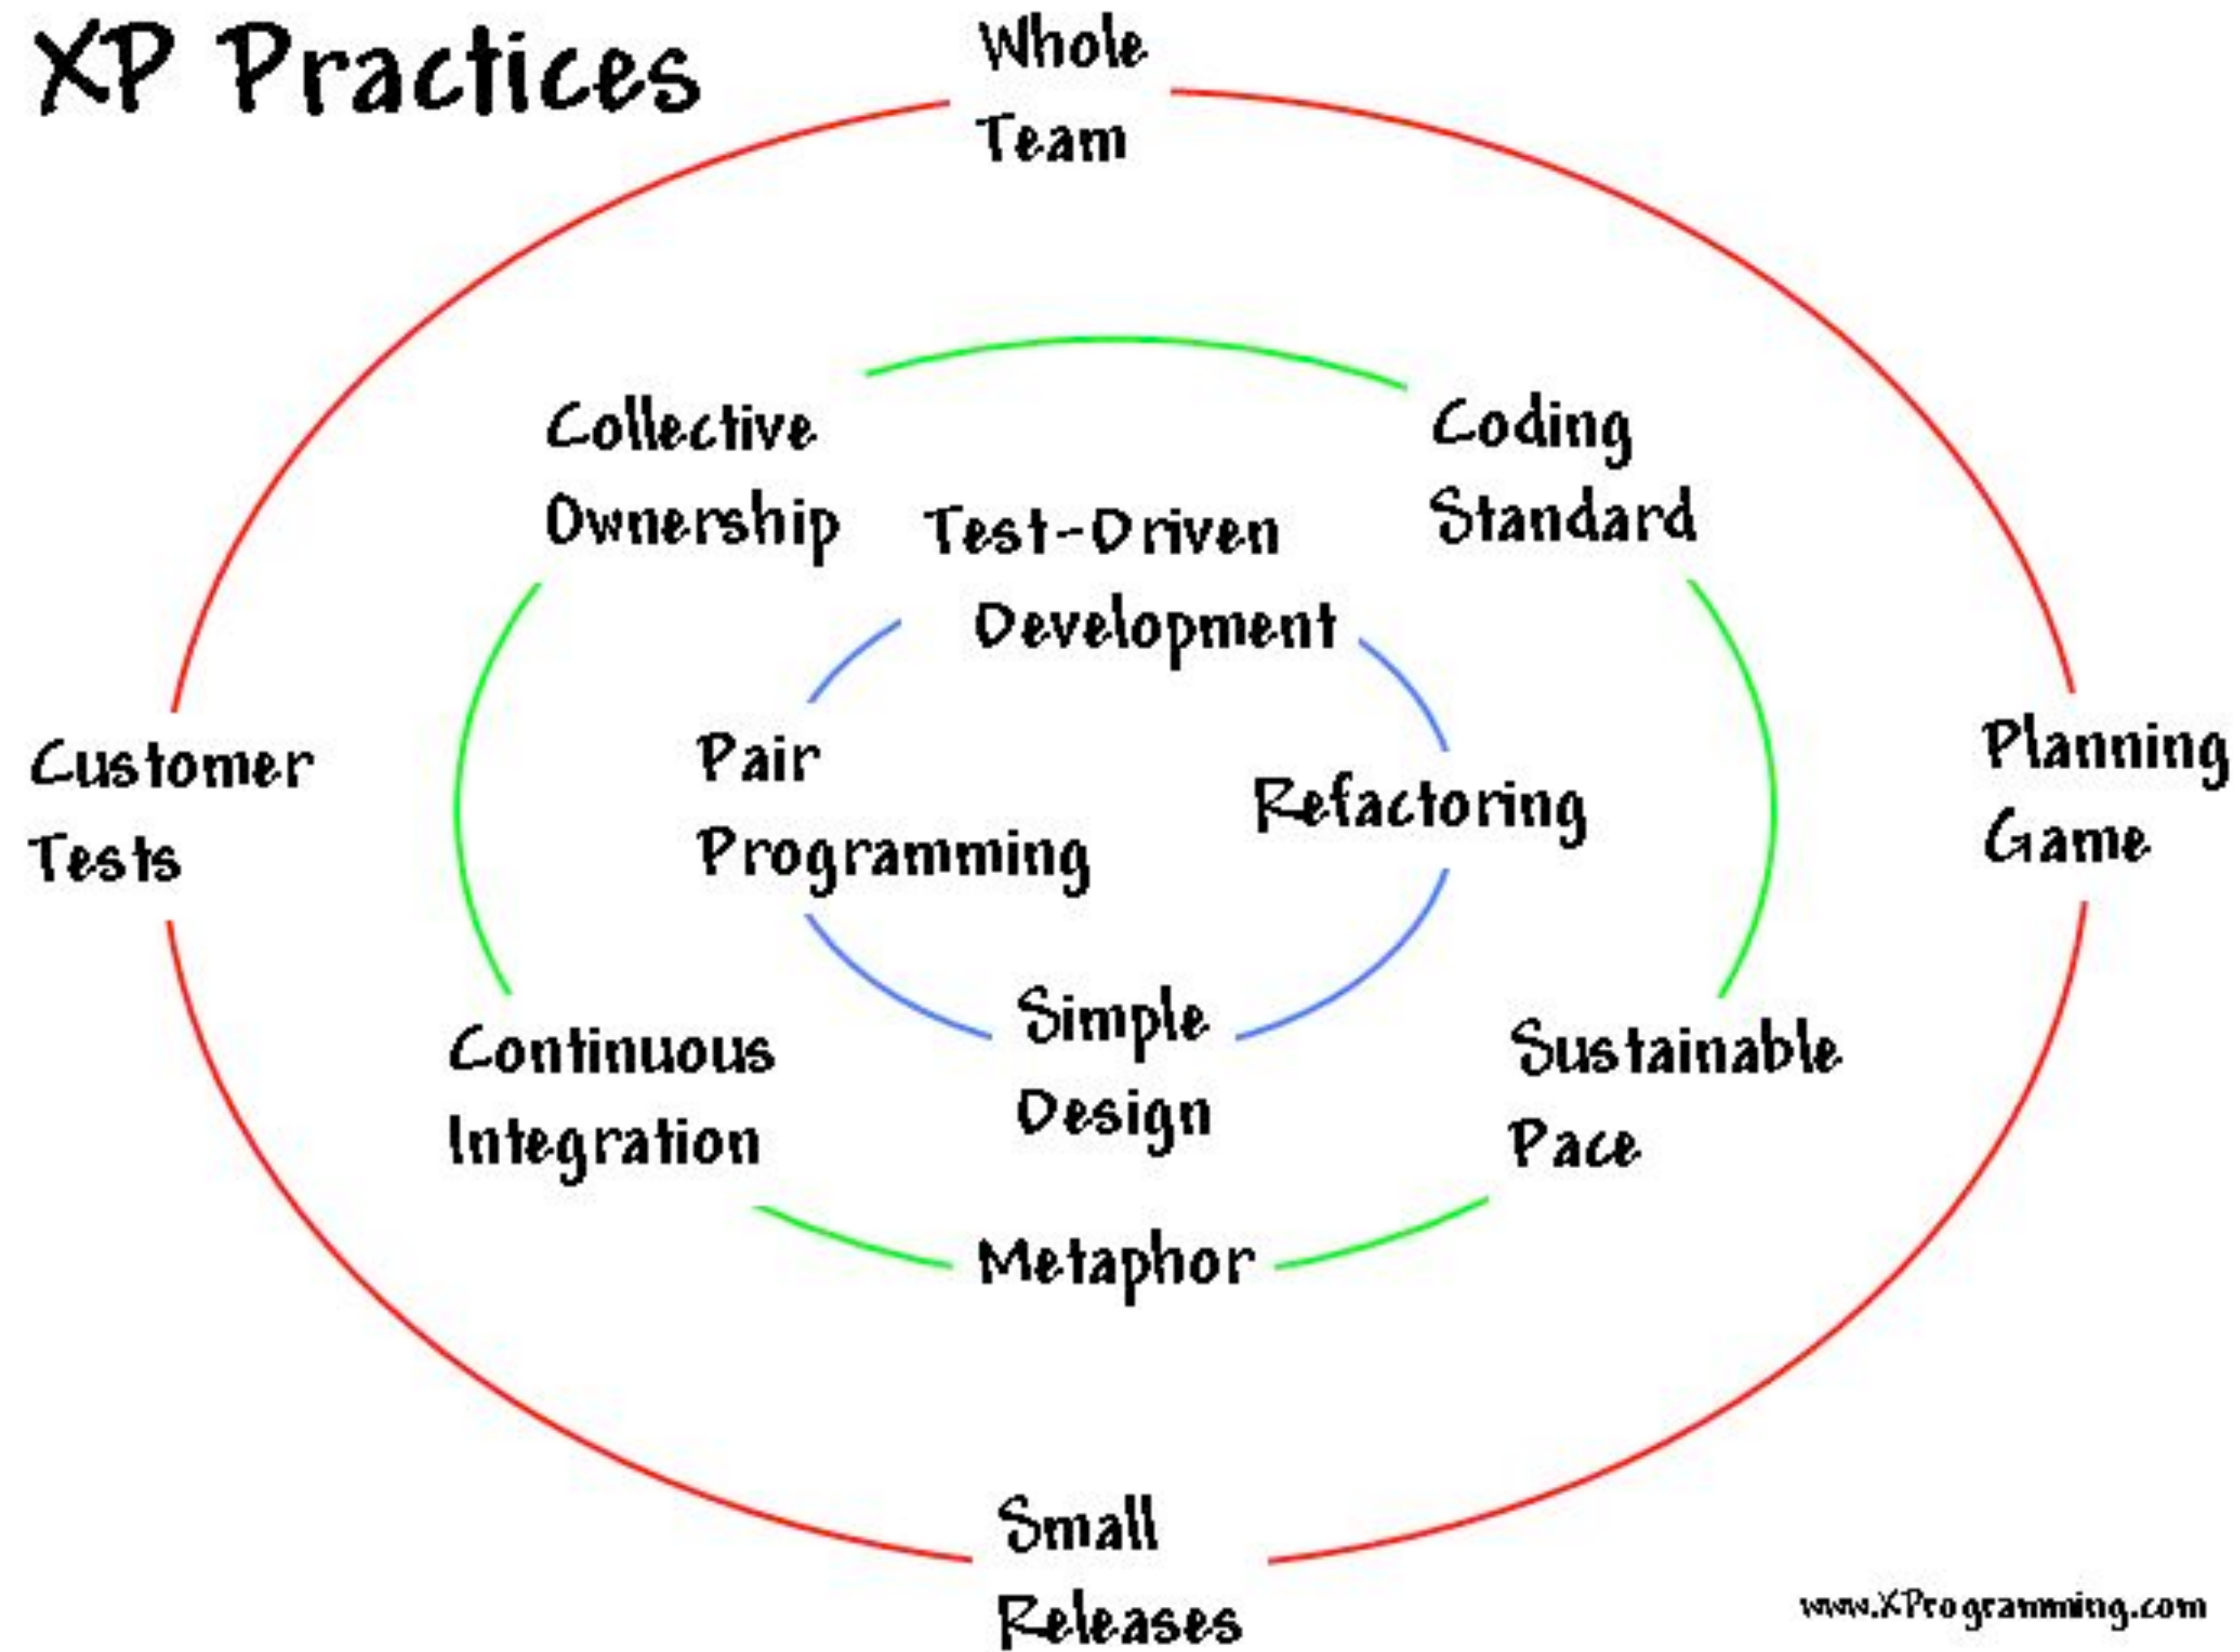 XP Practices
Whole
Team
Collective
Ownership
Coding
Standard
Test-Driven
Development
Customer
Tests
Pair
Programming
Refactoring
Planning
Game
Continuous
Integration
Simple
Design
Sustainable
Pace
Metaphor
Small
Releases
www.XProgramming.com